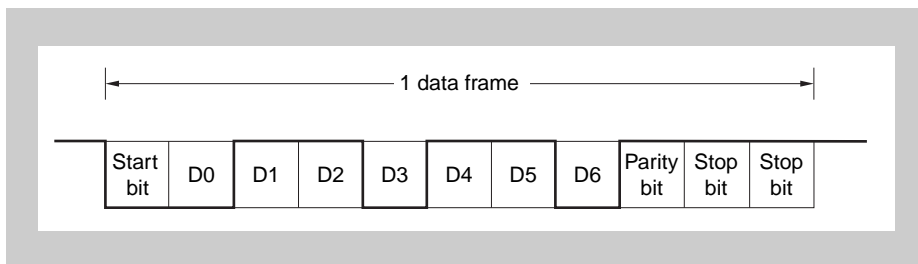 1 data frame
Start bit
D0
D1
D2
D3
D4
D5
D6
Parity bit
Stop bit
Stop bit